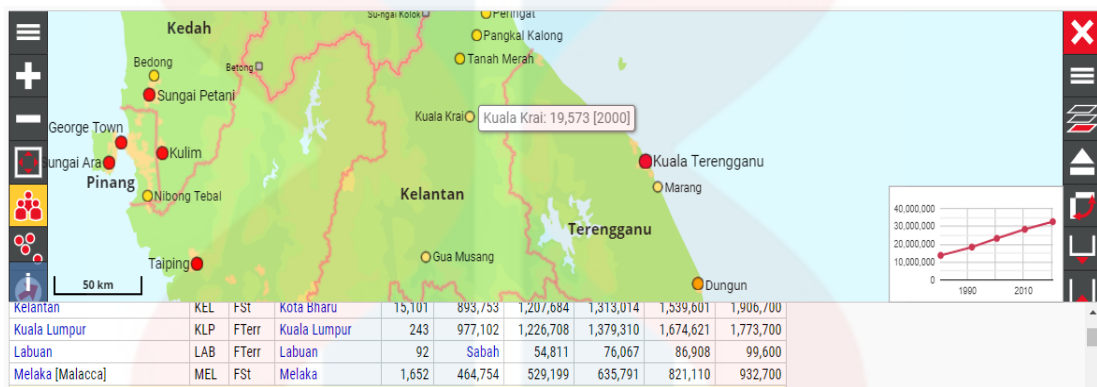 Su-ngai Kolok
Peringat
Kedah
Pangkal Kalong
Bedong
Betong
Tanah Merah
Sungai Petani
Kuala Krai
Kuala Krai: 19,573 [2000]
George Town
Kulim
Sungai Ara
Kuala Terengganu
Pinang
Nibong Tebal
Kelantan
Marang
Terengganu
40,000,000
30,000,000
20,000,000
10,000,000
0
1990 2010
Taiping
Gua Musang
50 km
Dungun
Kelantan KEL FSt Kota Bharu 15,101 893,753 1,207,684 1,313,014 1,539,601 1,906,700
Kuala Lumpur KLP FTerr Kuala Lumpur 243 977,102 1,226,708 1,379,310 1,674,621 1,773,700
Labuan LAB FTerr Labuan 92 Sabah 54,811 76,067 86,908 99,600
Melaka [Malacca] MEL FSt Melaka 1,652 464,754 529,199 635,791 821,110 932,700